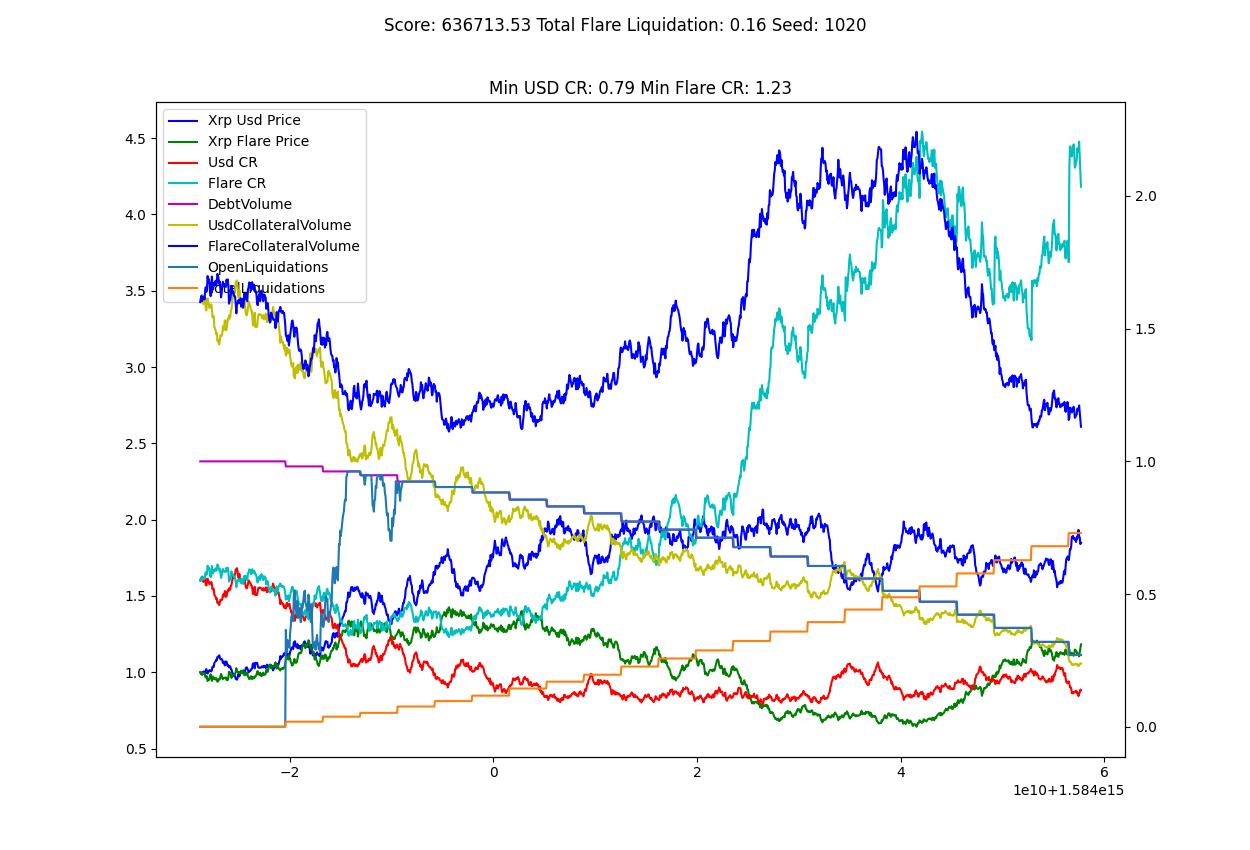 Score: 636713.53 Total Flare Liquidation: 0.16 Seed: 1020
Min USD CR: 0.79 Min Flare CR: 1.23
Xrp Usd Price
Xrp Flare Price
Usd CR
Flare CR
DebtVolume
UsdCollateralVolume
FlareCollateralVolume
OpenLiquidations
Liquidations
4.5
4.0
3.5
3.0
2.5
2.0
1.5
1.0
0.5
2.0
1.5
1.0
0.5
0.0
−2
0
2
4
6
1e10+1.584e15